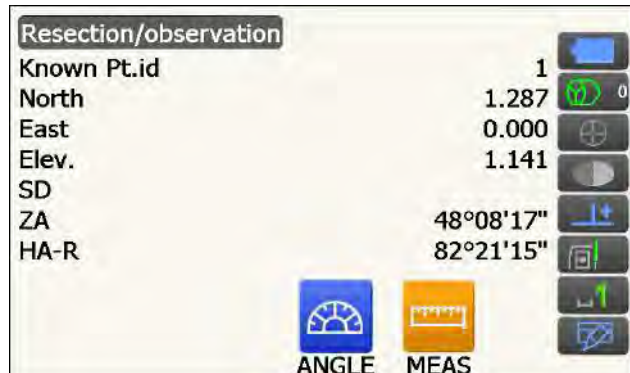 Resection/observation
Known Pt.id 1
North 1.287 0
East 0.000
Elev. 1.141
SD
ZA 48°08'17"
HA-R 82°21'15"
ANGLE MEAS